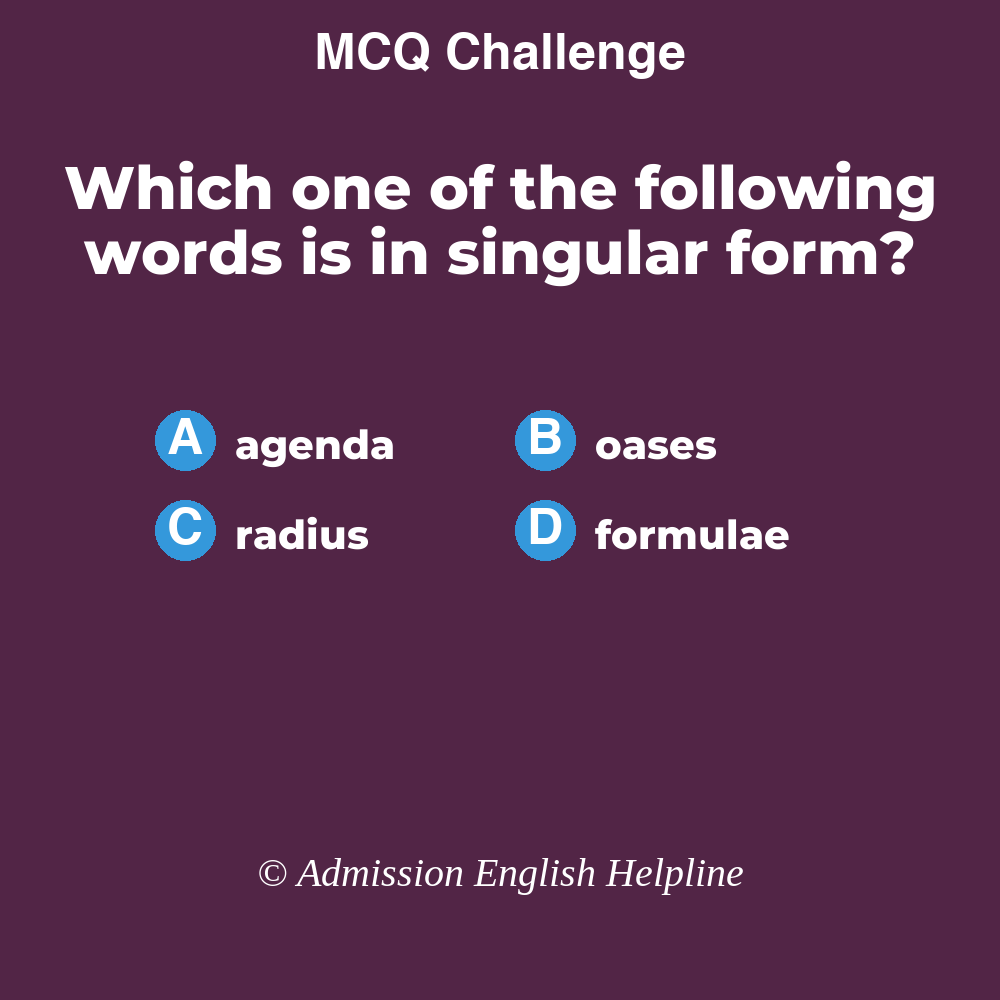 MCQ Challenge
Which one of the following
words is in singular form?
A agenda
B oases
C radius
D formulae
© Admission English Helpline